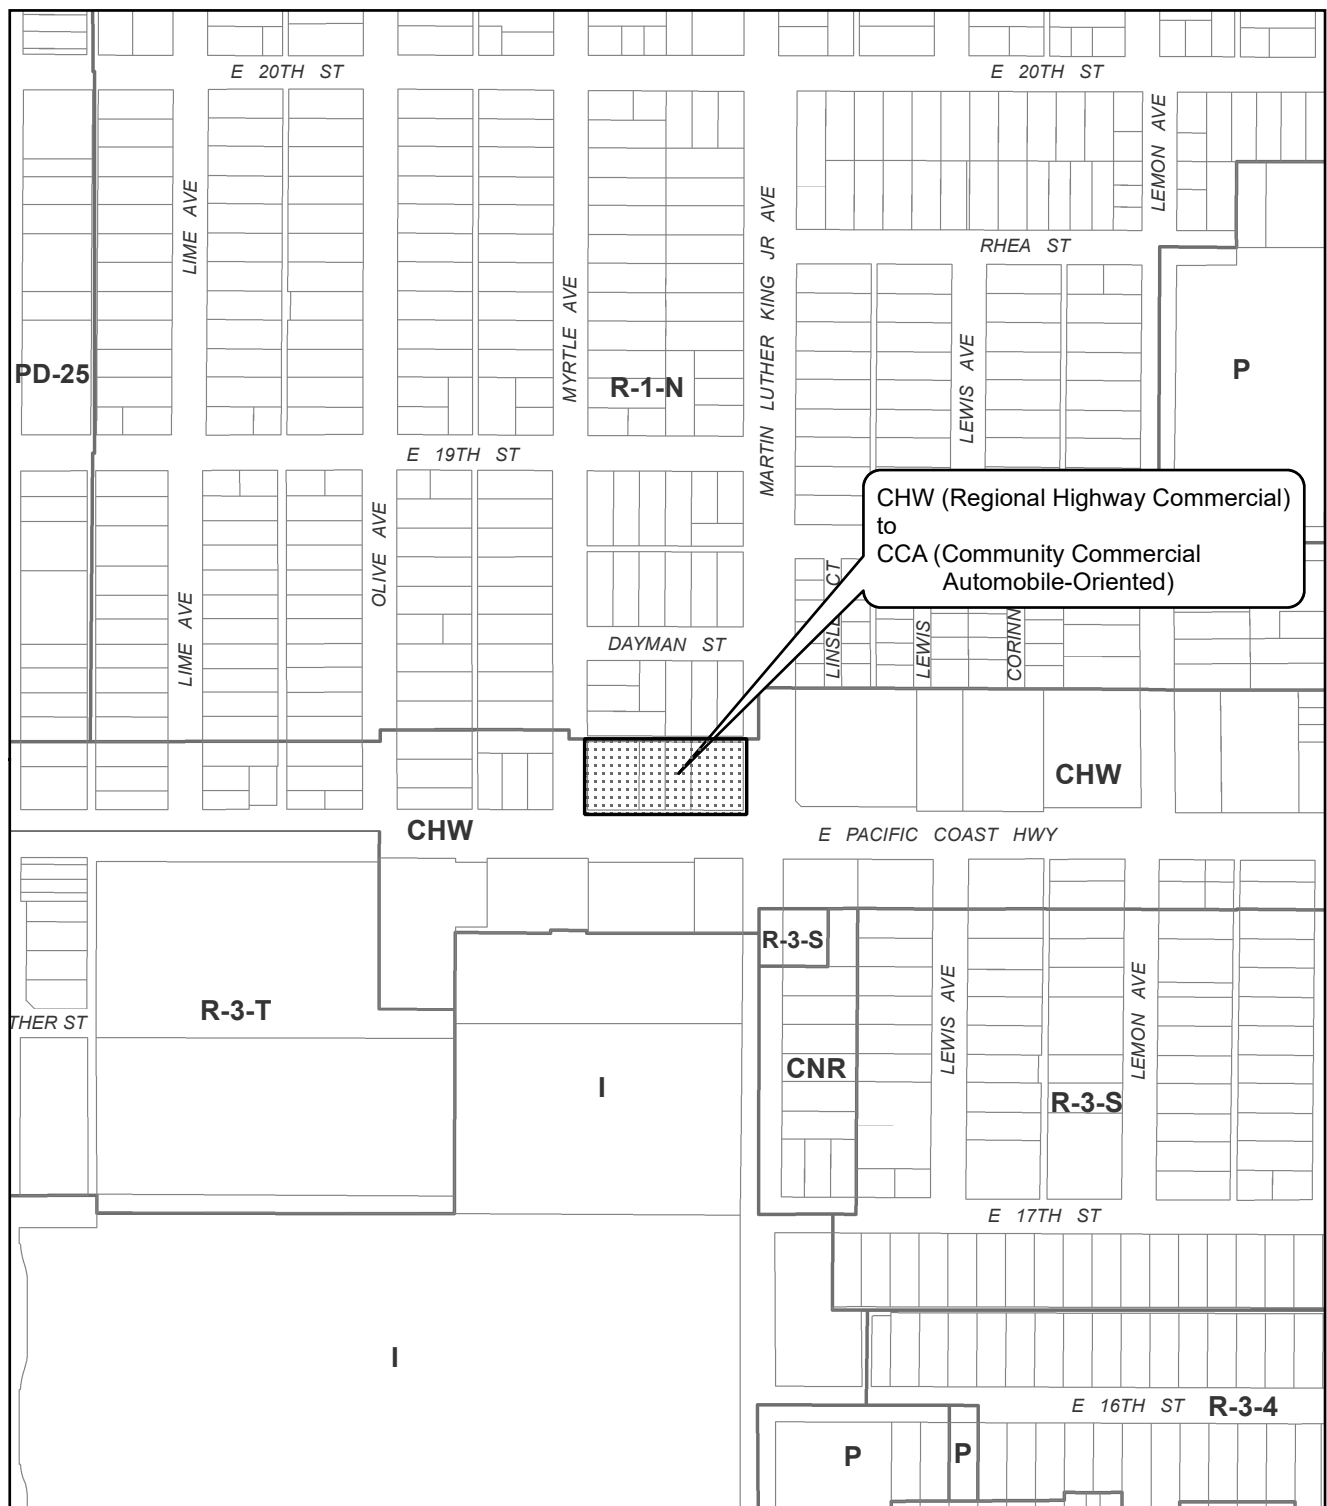 E 20TH ST
E 20TH ST
LEMON AVE
LIME AVE
MARTIN LUTHER KING JR AVE
RHEA ST
MYRTLE AVE
LEWIS AVE
PD-25
R-1-N
P
E 19TH ST
CHW (Regional Highway Commercial)
to
CCA (Community Commercial
Automobile-Oriented)
OLIVE AVE
LIME AVE
DAYMAN ST
CT
LEWIS
CORINN
CHW
CHW
E PACIFIC COAST HWY
R-3-S
R-3-T
THER ST
LEWIS AVE
LEMON AVE
CNR
I
R-3-S
E 17TH ST
I
E 16TH ST
R-3-4
P
P